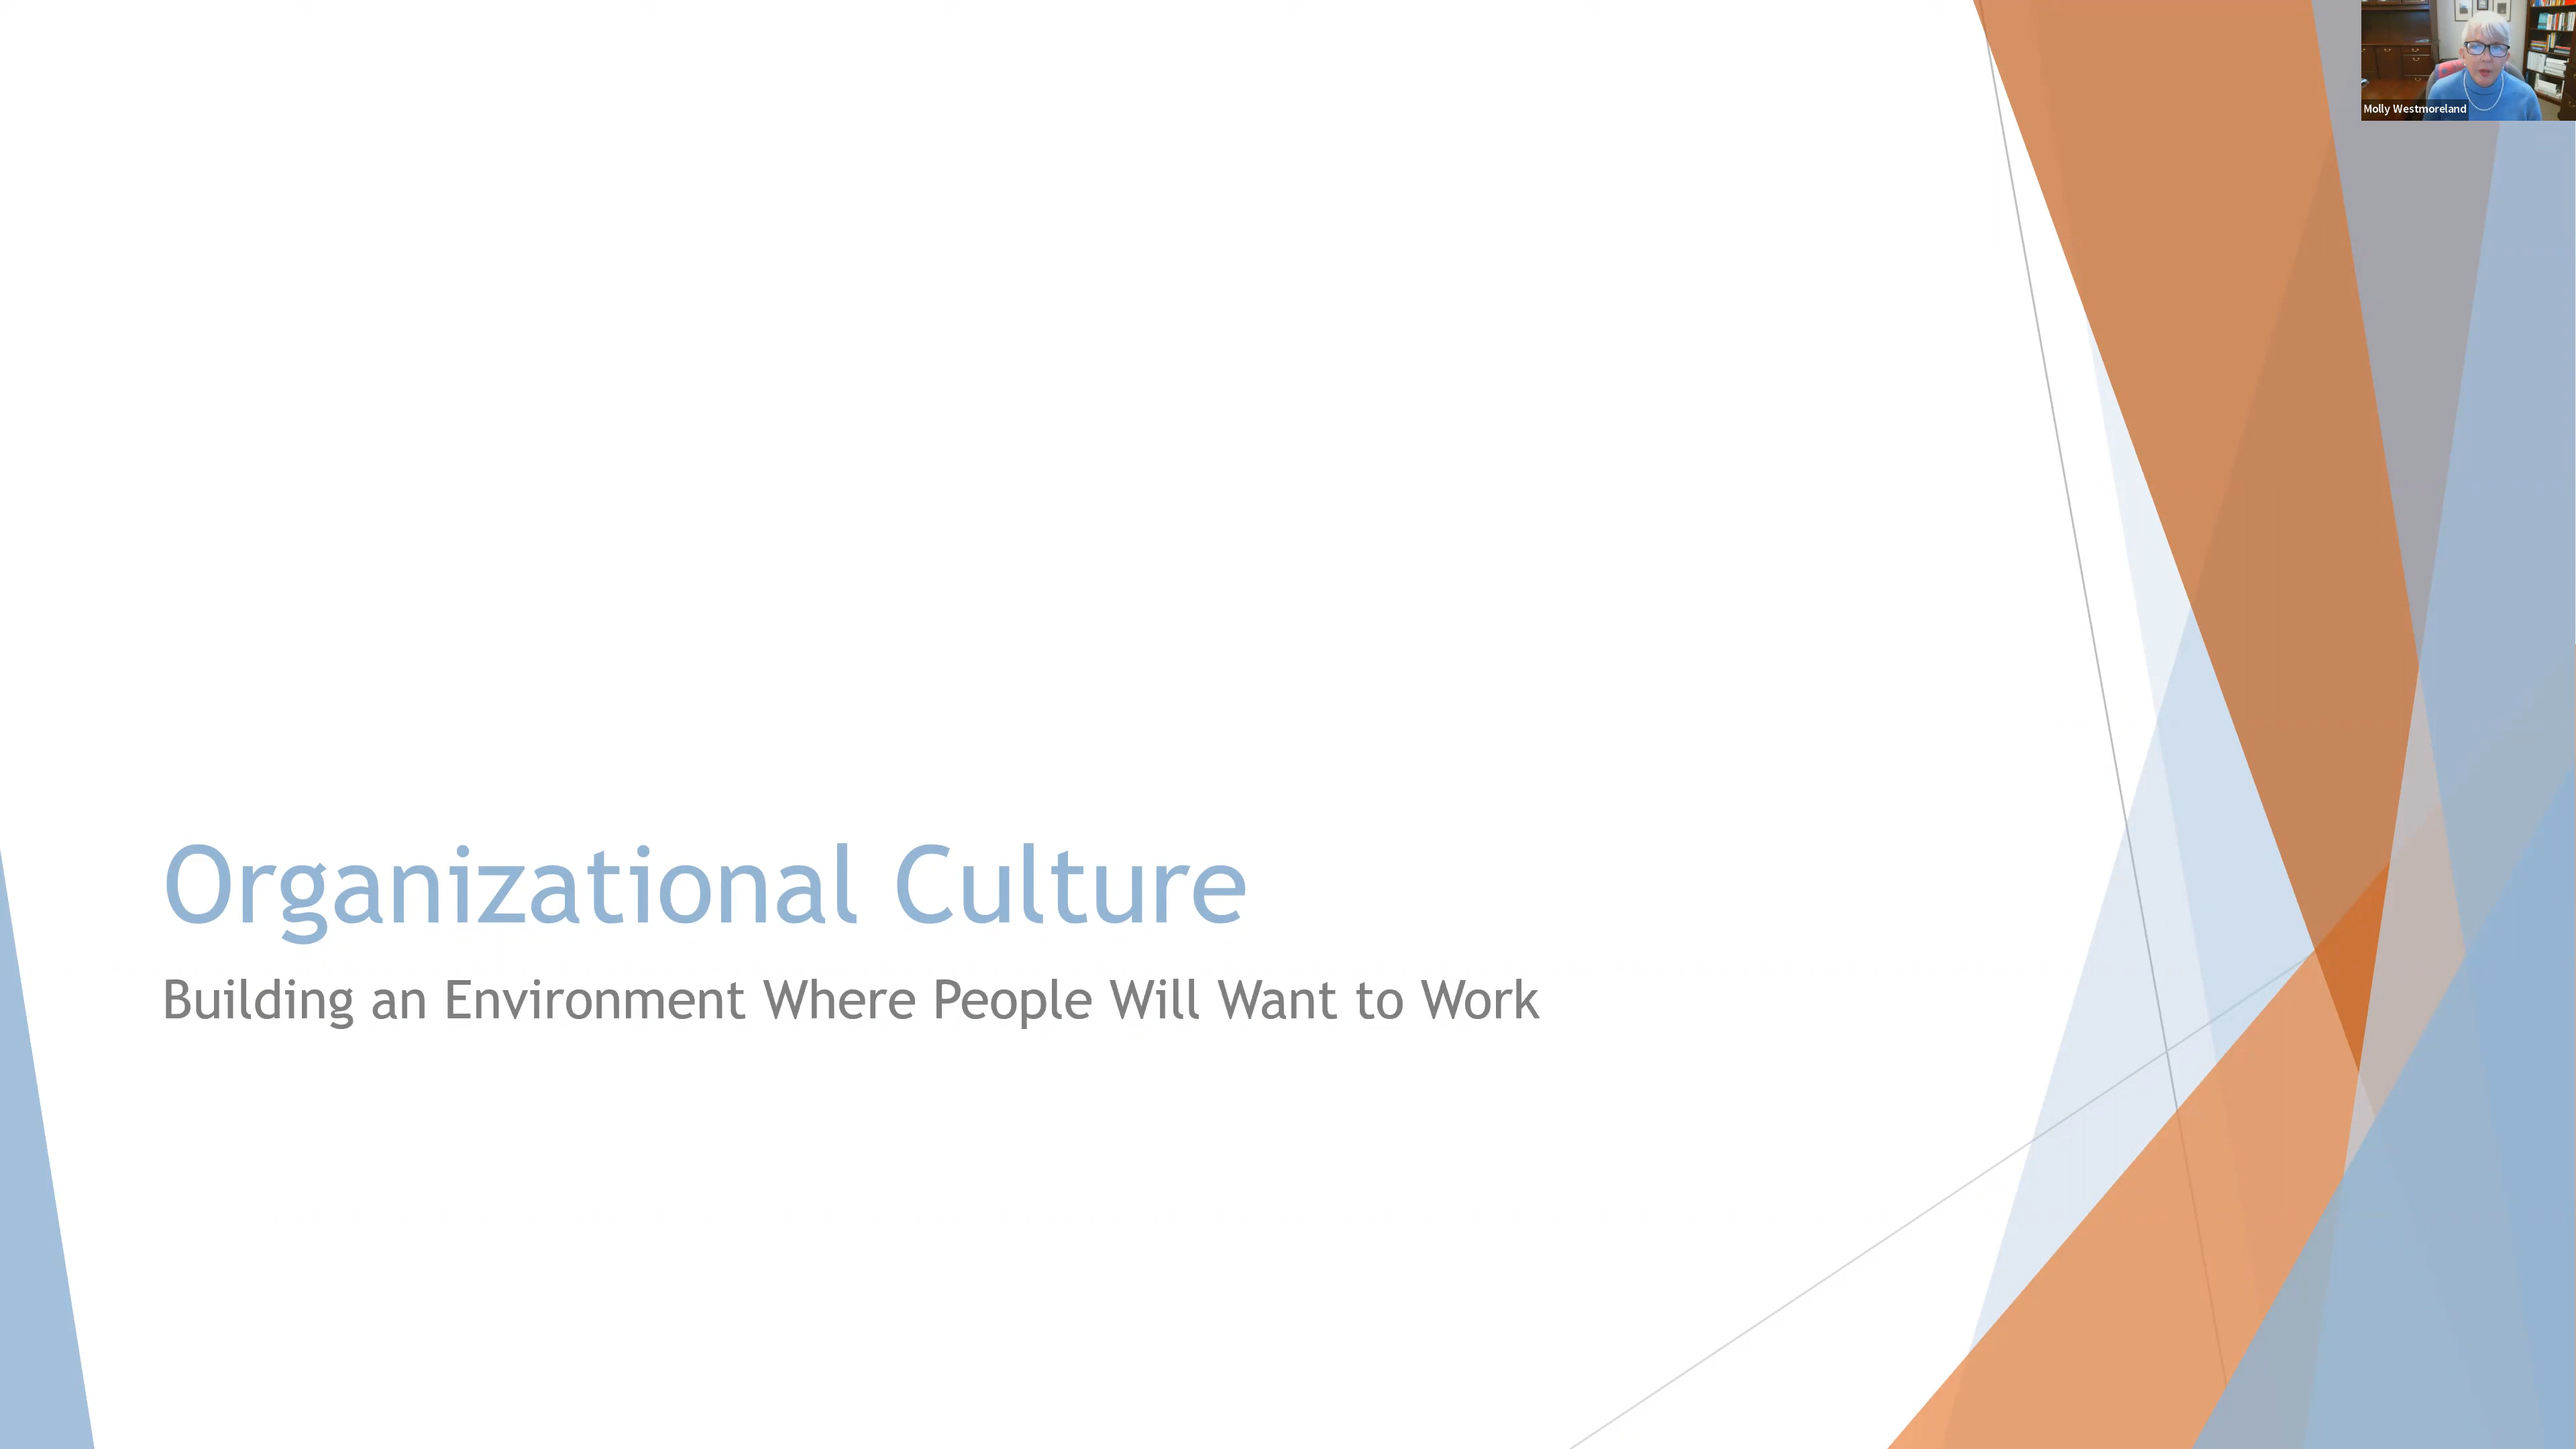 Molly Westmoreland
Organizational Culture
Building an Environment Where People Will Want to Work